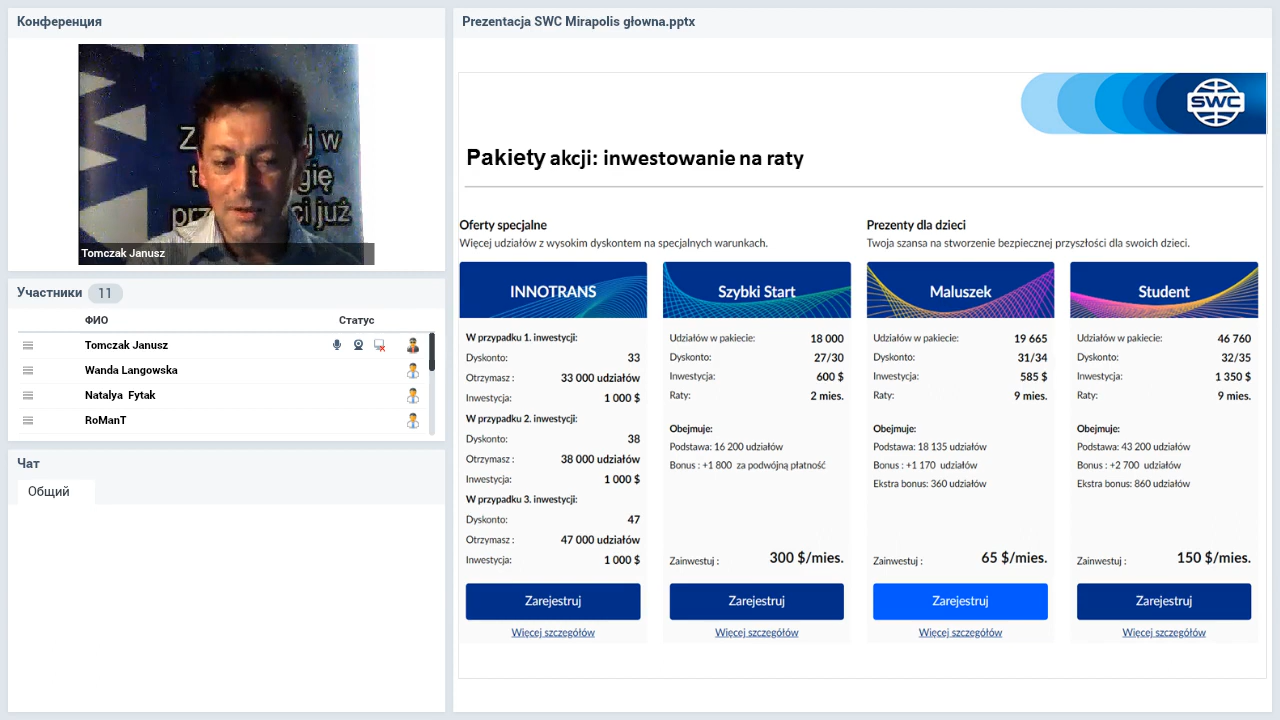 Конференция
Z j w
t gię
prz ci już
Tomczak Janusz
Участники 11
ФИО Статус
Tomczak Janusz
Wanda Langowska
Natalya Fytak
RoManT
Чат
Общий
Prezentacja SWC Mirapolis głowna.pptx
SWC
Pakiety akcji: inwestowanie na raty
Oferty specjalne
Więcej udziałów z wysokim dyskontem na specjalnych warunkach.
Prezenty dla dzieci
Twoja szansa na stworzenie bezpiecznej przyszłości dla swoich dzieci.
INNOTRANS
W przypadku 1. inwestycji:
Dyskonto: 33
Otrzymasz : 33 000 udziałów
Inwestycja: 1 000 $
W przypadku 2. inwestycji:
Dyskonto: 38
Otrzymasz : 38 000 udziałów
Inwestycja: 1 000 $
W przypadku 3. inwestycji:
Dyskonto: 47
Otrzymasz : 47 000 udziałów
Inwestycja: 1 000 $
Zarejestruj
Więcej szczegółów
Szybki Start
Udziałów w pakiecie: 18 000
Dyskonto: 27/30
Inwestycja: 600 $
Raty: 2 mies.
Obejmuje:
Podstawa: 16 200 udziałów
Bonus : +1 800 za podwójną płatność
Zainwestuj : 300 $/mies.
Zarejestruj
Więcej szczegółów
Maluszek
Udziałów w pakiecie: 19 665
Dyskonto: 31/34
Inwestycja: 585 $
Raty: 9 mies.
Obejmuje:
Podstawa: 18 135 udziałów
Bonus : +1 170 udziałów
Ekstra bonus: 360 udziałów
Zainwestuj : 65 $/mies.
Zarejestruj
Więcej szczegółów
Student
Udziałów w pakiecie: 46 760
Dyskonto: 32/35
Inwestycja: 1 350 $
Raty: 9 mies.
Obejmuje:
Podstawa: 43 200 udziałów
Bonus : +2 700 udziałów
Ekstra bonus: 860 udziałów
Zainwestuj : 150 $/mies.
Zarejestruj
Więcej szczegółów